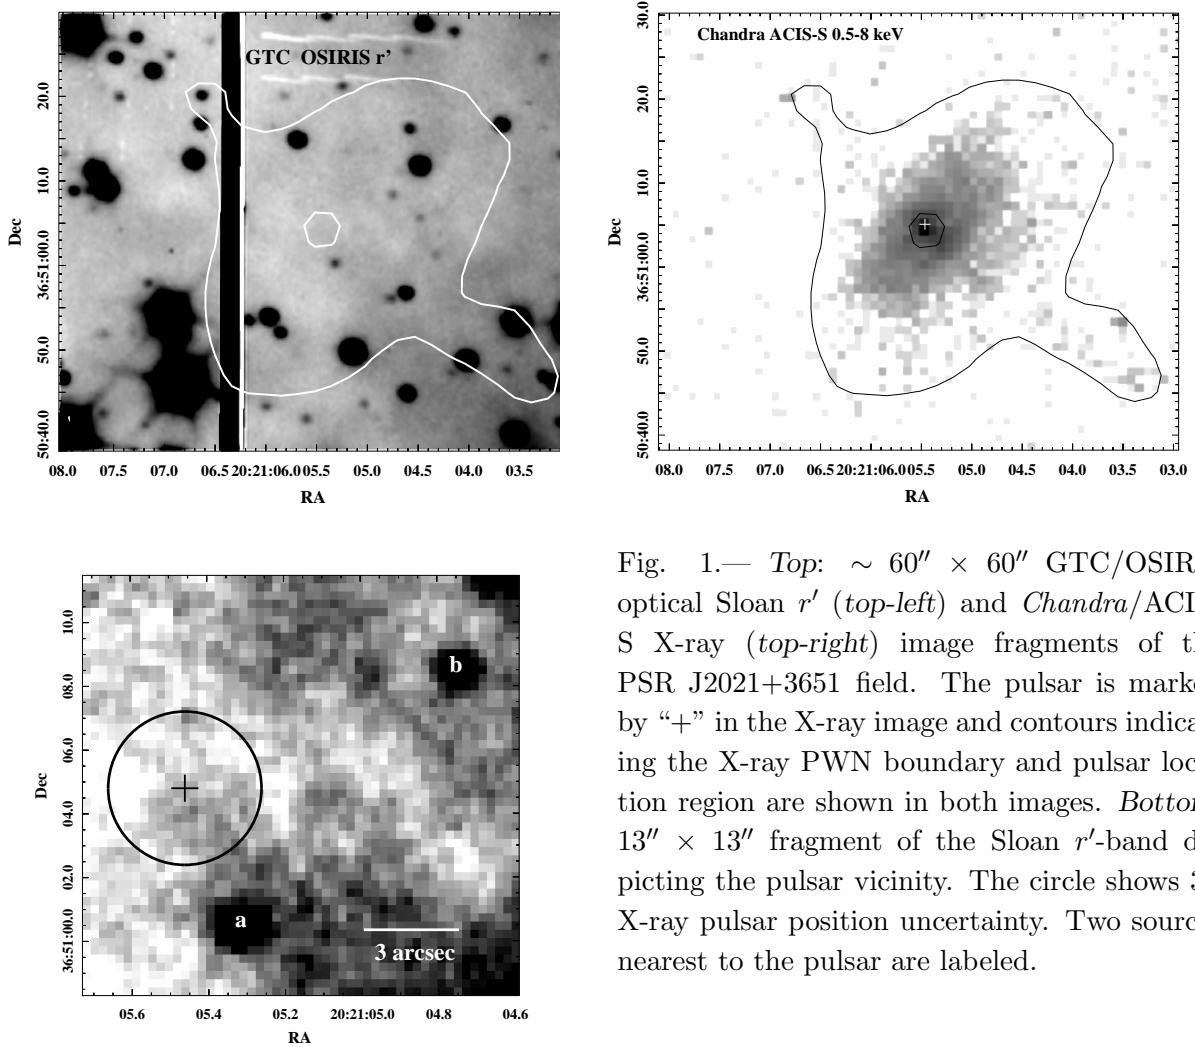 GTC OSIRIS r'
Dec
20.0
10.0
36:51:00.0
50.0
50:40.0
08.0 07.5 07.0 06.5 20:21:06.0 05.5 05.0 04.5 04.0 03.5
RA
Chandra ACIS-S 0.5-8 keV
Dec
30.0
20.0
10.0
36:51:00.0
50.0
50:40.0
08.0 07.5 07.0 06.5 20:21:06.0 05.5 05.0 04.5 04.0 03.5 03.0
RA
Dec
10.0
08.0
06.0
04.0
02.0
36:51:00.0
b
a
3 arcsec
05.6 05.4 05.2 20:21:05.0 04.8 04.6
RA
Fig. 1.— Top: ∼ 60″ × 60″ GTC/OSIR
optical Sloan r′ (top-left) and Chandra/ACI
S X-ray (top-right) image fragments of t
PSR J2021+3651 field. The pulsar is marke
by “+” in the X-ray image and contours indica
ing the X-ray PWN boundary and pulsar loc
tion region are shown in both images. Botto
13″ × 13″ fragment of the Sloan r′-band d
picting the pulsar vicinity. The circle shows
X-ray pulsar position uncertainty. Two sourc
nearest to the pulsar are labeled.